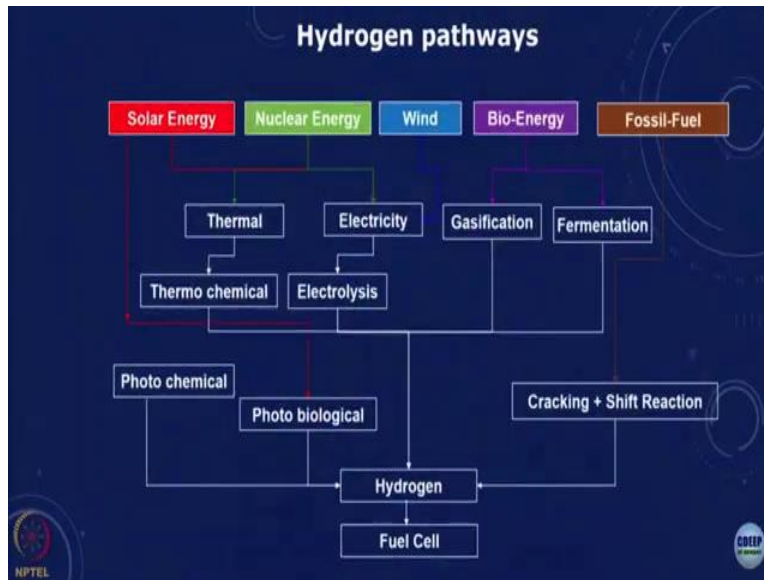 Hydrogen pathways
Solar Energy
Nuclear Energy
Wind
Bio-Energy
Fossil-Fuel
Thermal
Electricity
Gasification
Fermentation
Thermo chemical
Electrolysis
Photo chemical
Photo biological
Cracking + Shift Reaction
Hydrogen
Fuel Cell
NPTEL
CDEEP